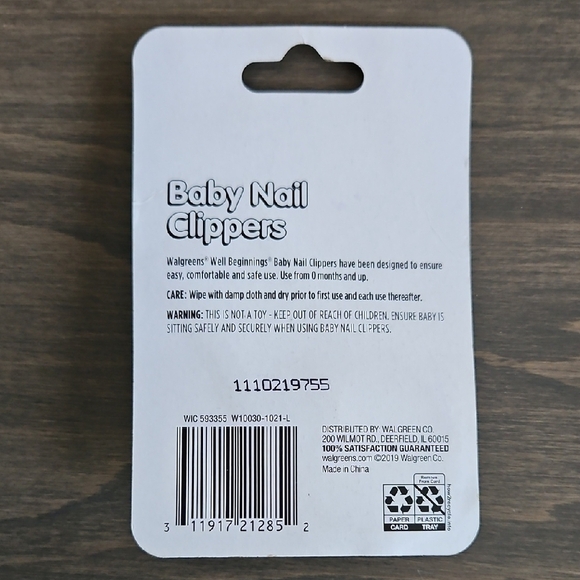 Baby Nail
Clippers
Walgreens® Well Beginnings® Baby Nail Clippers have been designed to ensure
easy, comfortable and safe use. Use from 0 months and up.
CARE: Wipe with damp cloth and dry prior to first use and each use thereafter.
WARNING: THIS IS NOT A TOY - KEEP OUT OF REACH OF CHILDREN. ENSURE BABY IS
SITTING SAFELY AND SECURELY WHEN USING BABY NAIL CLIPPERS.
1110219755
WIC 593355 W10030-1021-L
3 11917 21285 2
DISTRIBUTED BY: WALGREEN CO.
200 WILMOT RD., DEERFIELD, IL 60015
100% SATISFACTION GUARANTEED
walgreens.com ©2019 Walgreen Co.
Made in China
Remove
From Card
PAPER
CARD
PLASTIC
TRAY
how2recycle.info